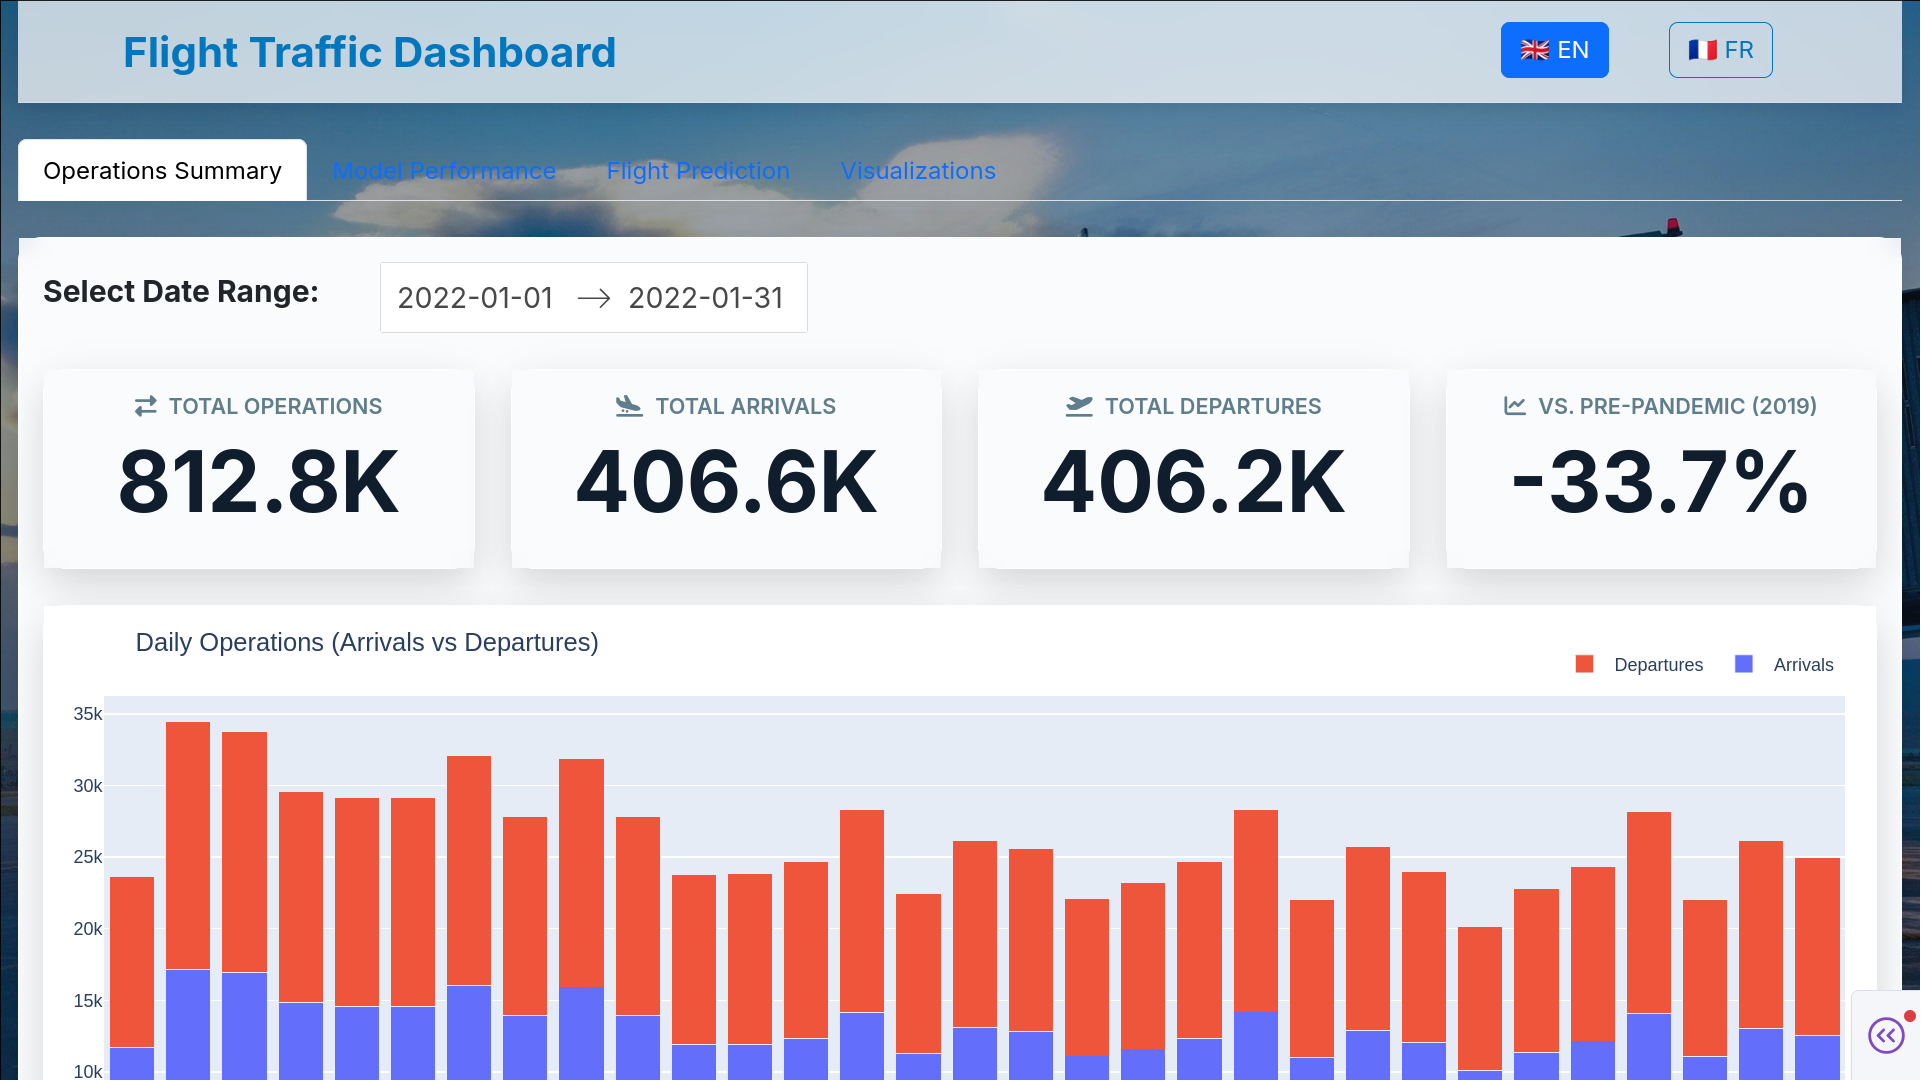 Flight Traffic Dashboard
🇬🇧 EN
🇫🇷 FR
Operations Summary
Model Performance
Flight Prediction
Visualizations
Select Date Range:
2022-01-01 → 2022-01-31
TOTAL OPERATIONS
812.8K
TOTAL ARRIVALS
406.6K
TOTAL DEPARTURES
406.2K
VS. PRE-PANDEMIC (2019)
-33.7%
Daily Operations (Arrivals vs Departures)
Departures
Arrivals
35k
30k
25k
20k
15k
10k